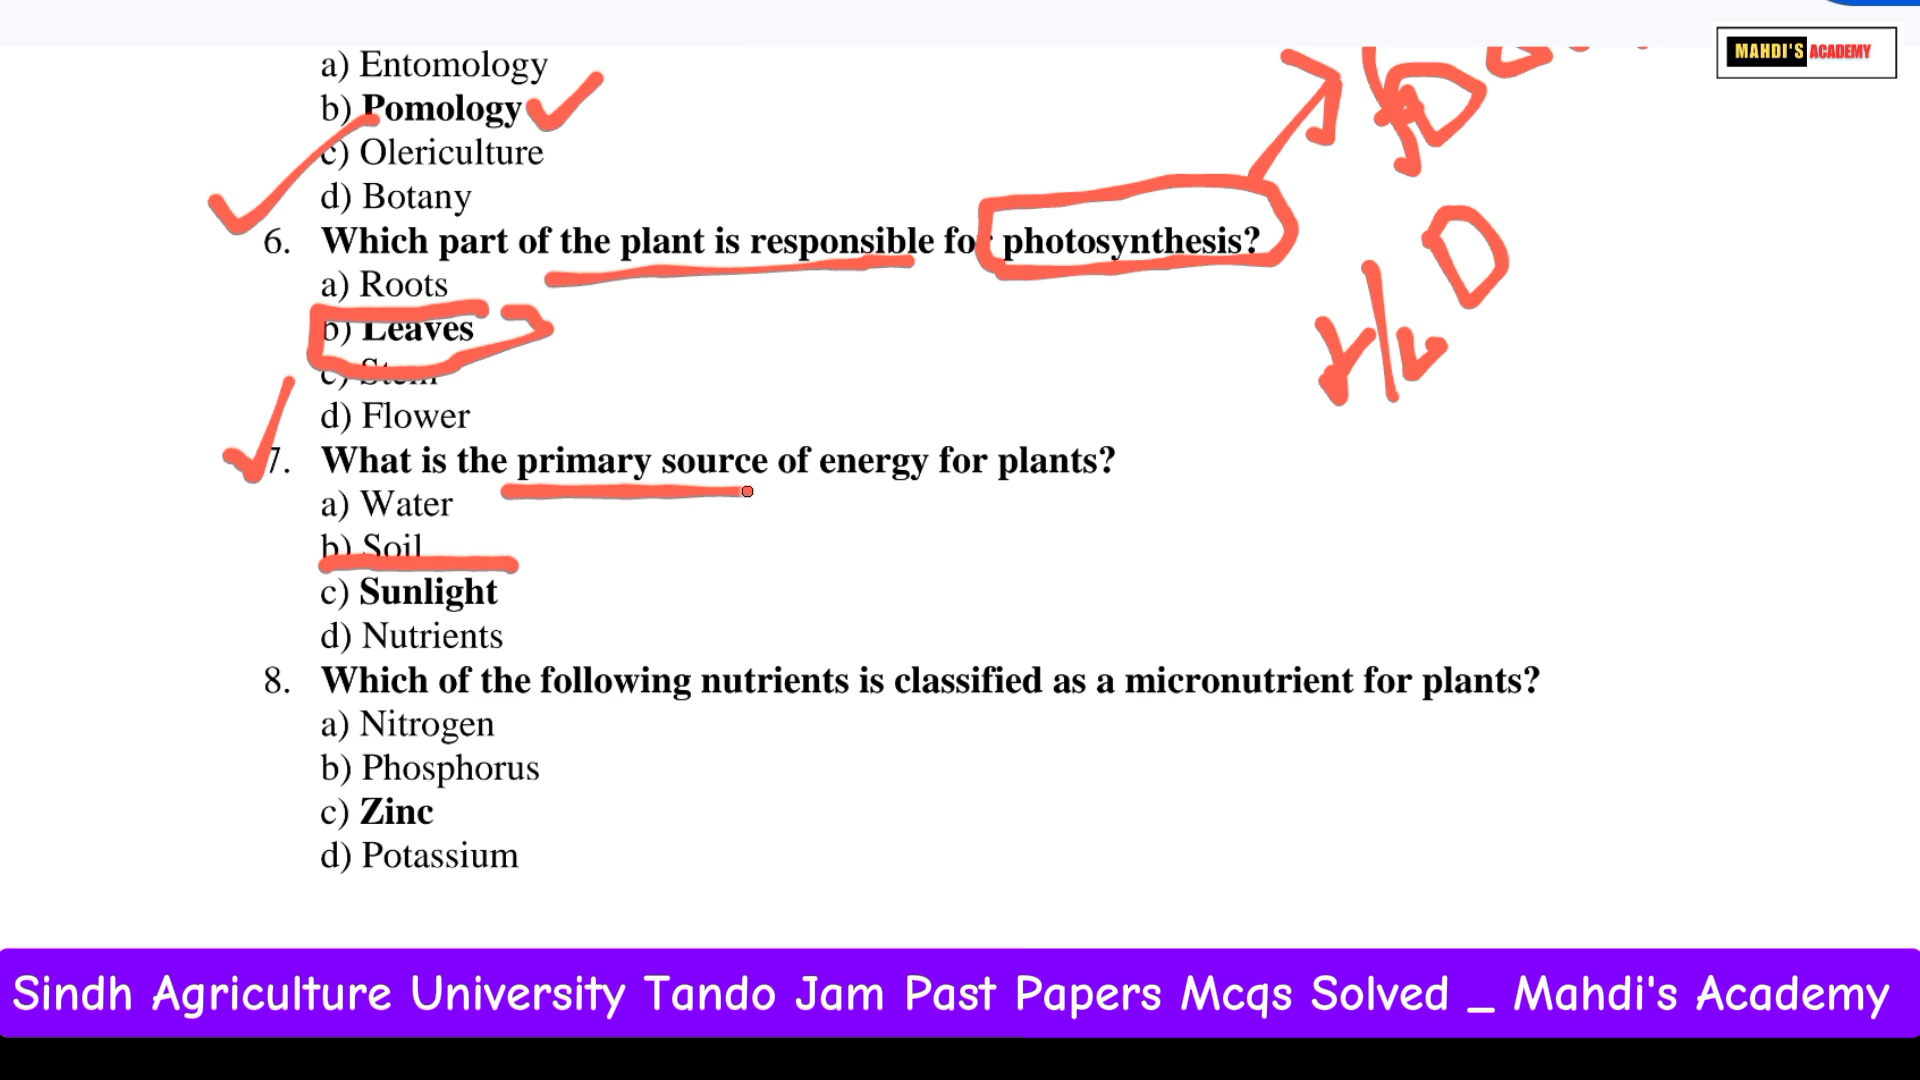 MAHDI'S ACADEMY
a) Entomology
b) Pomology
c) Olericulture
d) Botany
6. Which part of the plant is responsible for photosynthesis?
a) Roots
b) Leaves
c) Stem
d) Flower
7. What is the primary source of energy for plants?
a) Water
b) Soil
c) Sunlight
d) Nutrients
8. Which of the following nutrients is classified as a micronutrient for plants?
a) Nitrogen
b) Phosphorus
c) Zinc
d) Potassium
Sindh Agriculture University Tando Jam Past Papers Mcqs Solved _ Mahdi's Academy